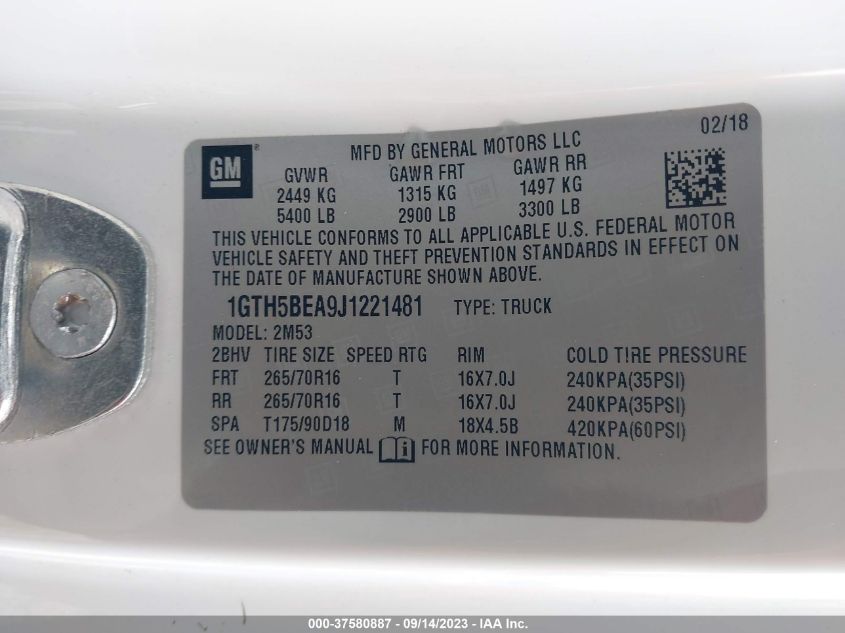 02/18
MFD BY GENERAL MOTORS LLC
GM®
GVWR GAWR FRT GAWR RR
2449 KG 1315 KG 1497 KG
5400 LB 2900 LB 3300 LB
THIS VEHICLE CONFORMS TO ALL APPLICABLE U.S. FEDERAL MOTOR
VEHICLE SAFETY AND THEFT PREVENTION STANDARDS IN EFFECT ON
THE DATE OF MANUFACTURE SHOWN ABOVE.
1GTH5BEA9J1221481 TYPE: TRUCK
MODEL: 2M53
2BHV TIRE SIZE SPEED RTG RIM COLD TIRE PRESSURE
FRT 265/70R16 T 16X7.0J 240KPA(35PSI)
RR 265/70R16 T 16X7.0J 240KPA(35PSI)
SPA T175/90D18 M 18X4.5B 420KPA(60PSI)
SEE OWNER'S MANUAL FOR MORE INFORMATION.
000-37580887 - 09/14/2023 - IAA Inc.